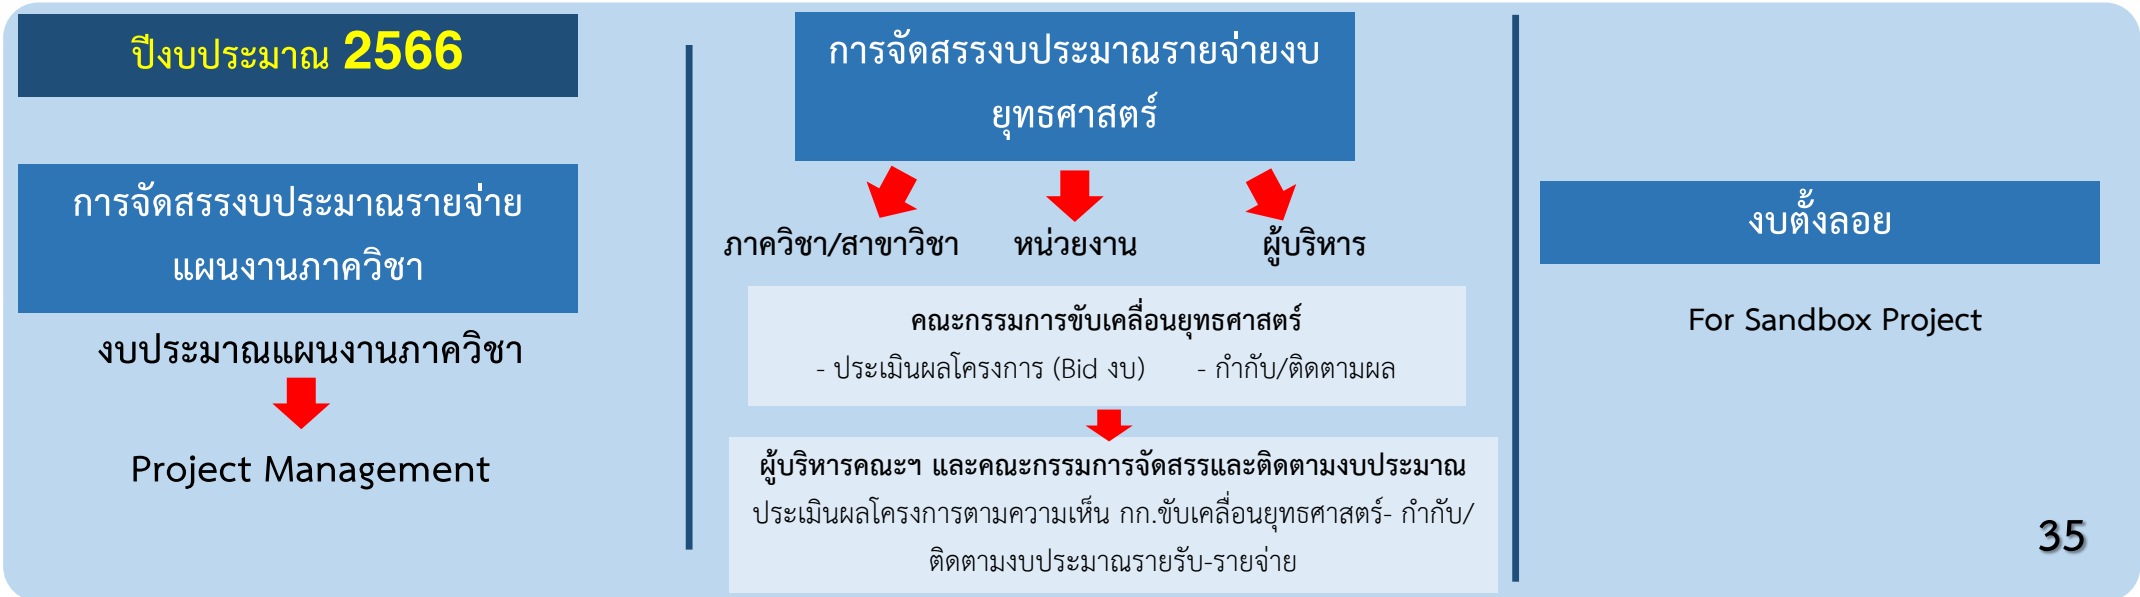 ปีงบประมาณ 2566
การจัดสรรงบประมาณรายจ่าย
แผนงานภาควิชา
งบประมาณแผนงานภาควิชา
Project Management
การจัดสรรงบประมาณรายจ่ายงบ
ยุทธศาสตร์
ภาควิชา/สาขาวิชา หน่วยงาน ผู้บริหาร
คณะกรรมการขับเคลื่อนยุทธศาสตร์
- ประเมินผลโครงการ (Bid งบ) - กำกับ/ติดตามผล
ผู้บริหารคณะฯ และคณะกรรมการจัดสรรและติดตามงบประมาณ
ประเมินผลโครงการตามความเห็น กก.ขับเคลื่อนยุทธศาสตร์- กำกับ/
ติดตามงบประมาณรายรับ-รายจ่าย
งบตั้งลอย
For Sandbox Project
35